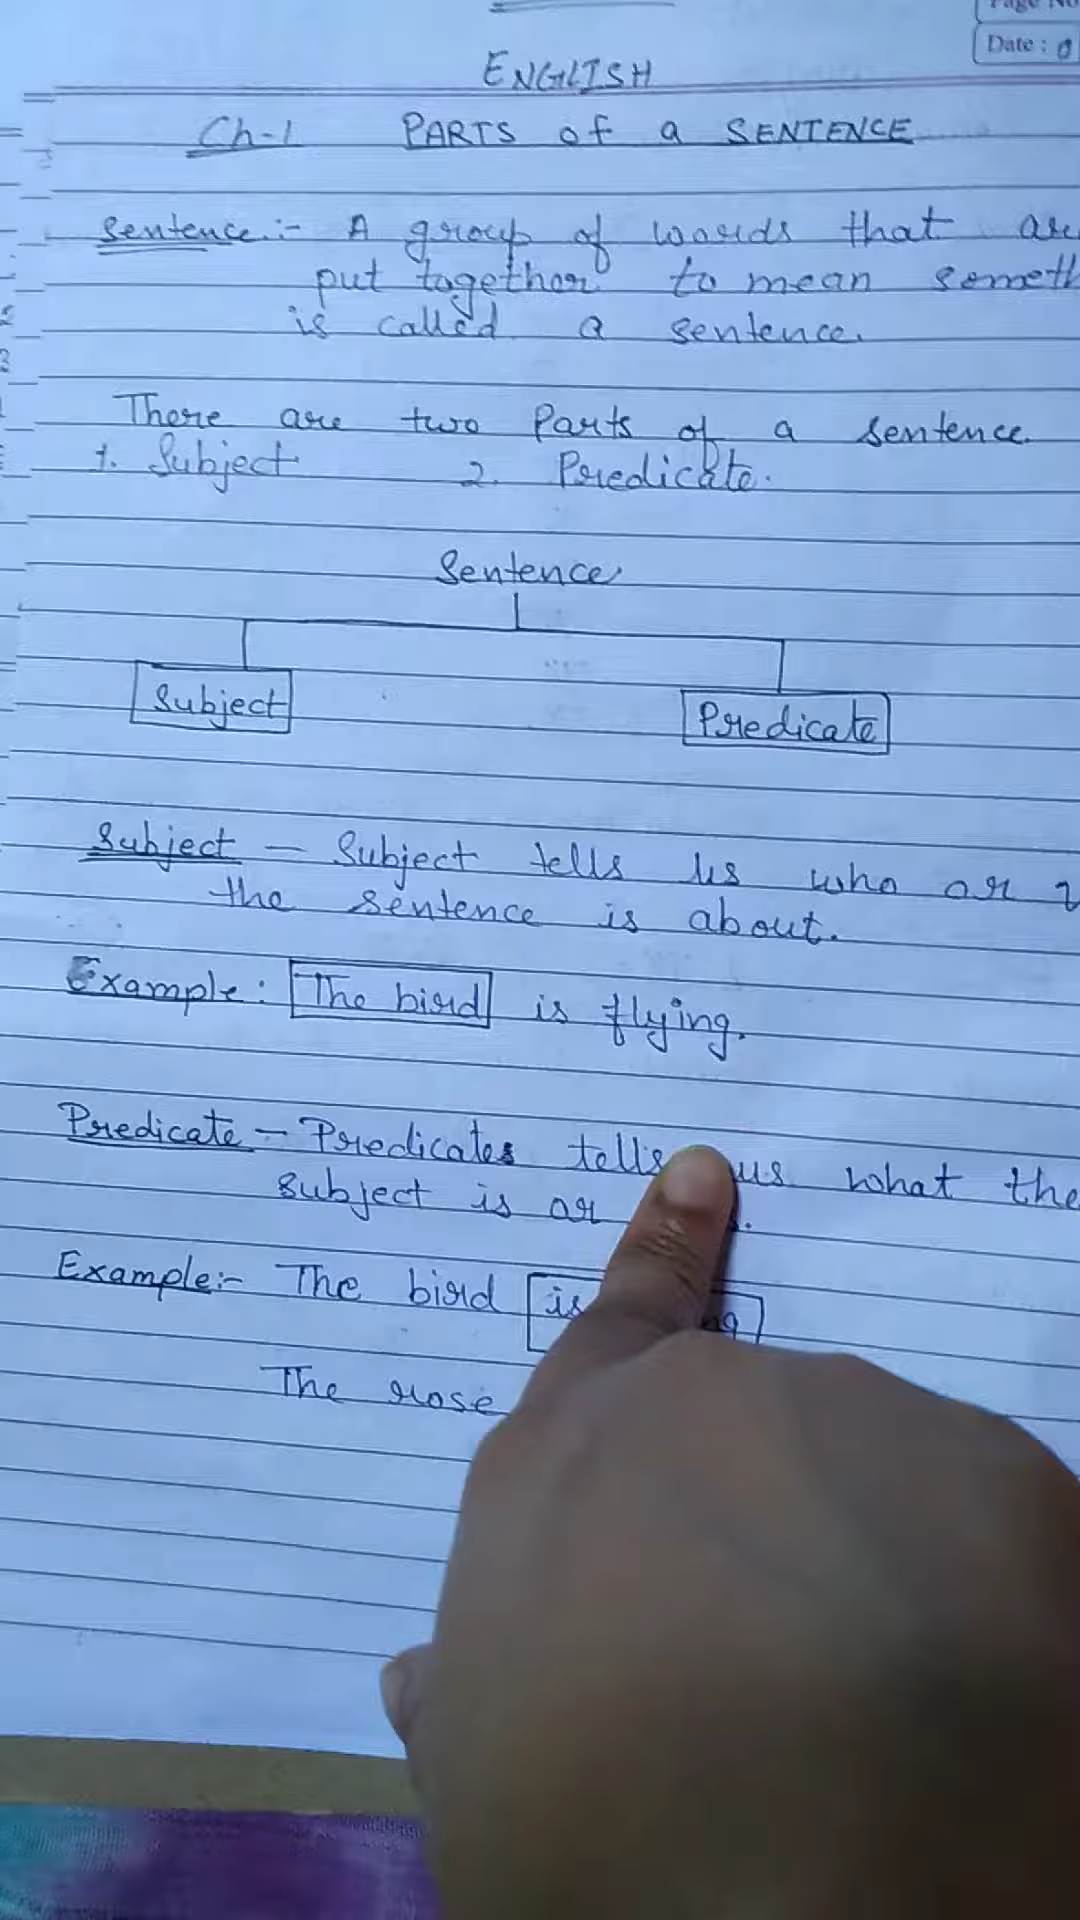 Date :
ENGLISH
Ch-1 PARTS of a SENTENCE
Sentence :- A group of words that
put together to mean
is called a sentence.
There are two Parts of a sentence.
1. Subject 2. Predicate.
Sentence
Subject Predicate
Subject - Subject tells us who or
the sentence is about.
Example : The bird is flying.
Predicate - Predicates tells us what the
subject is or
Example:- The bird is
The rose